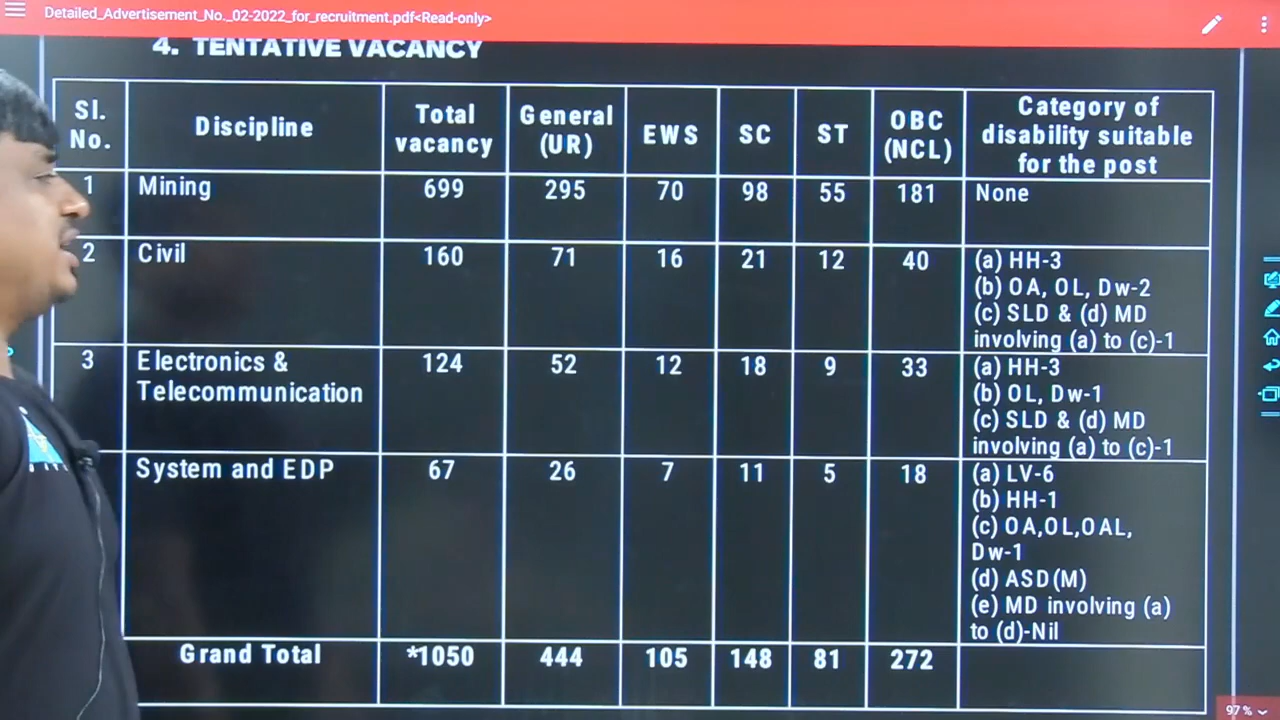 Detailed_Advertisement_No._02-2022_for_recruitment.pdf<Read-only>
4. TENTATIVE VACANCY
Sl. No. Discipline Total vacancy General (UR) EWS SC ST OBC (NCL) Category of disability suitable for the post
1 Mining 699 295 70 98 55 181 None
2 Civil 160 71 16 21 12 40 (a) HH-3
(b) OA, OL, Dw-2
(c) SLD & (d) MD
involving (a) to (c)-1
3 Electronics & Telecommunication 124 52 12 18 9 33 (a) HH-3
(b) OL, Dw-1
(c) SLD & (d) MD
involving (a) to (c)-1
System and EDP 67 26 7 11 5 18 (a) LV-6
(b) HH-1
(c) OA,OL,OAL,
Dw-1
(d) ASD(M)
(e) MD involving (a)
to (d)-Nil
Grand Total *1050 444 105 148 81 272
97%